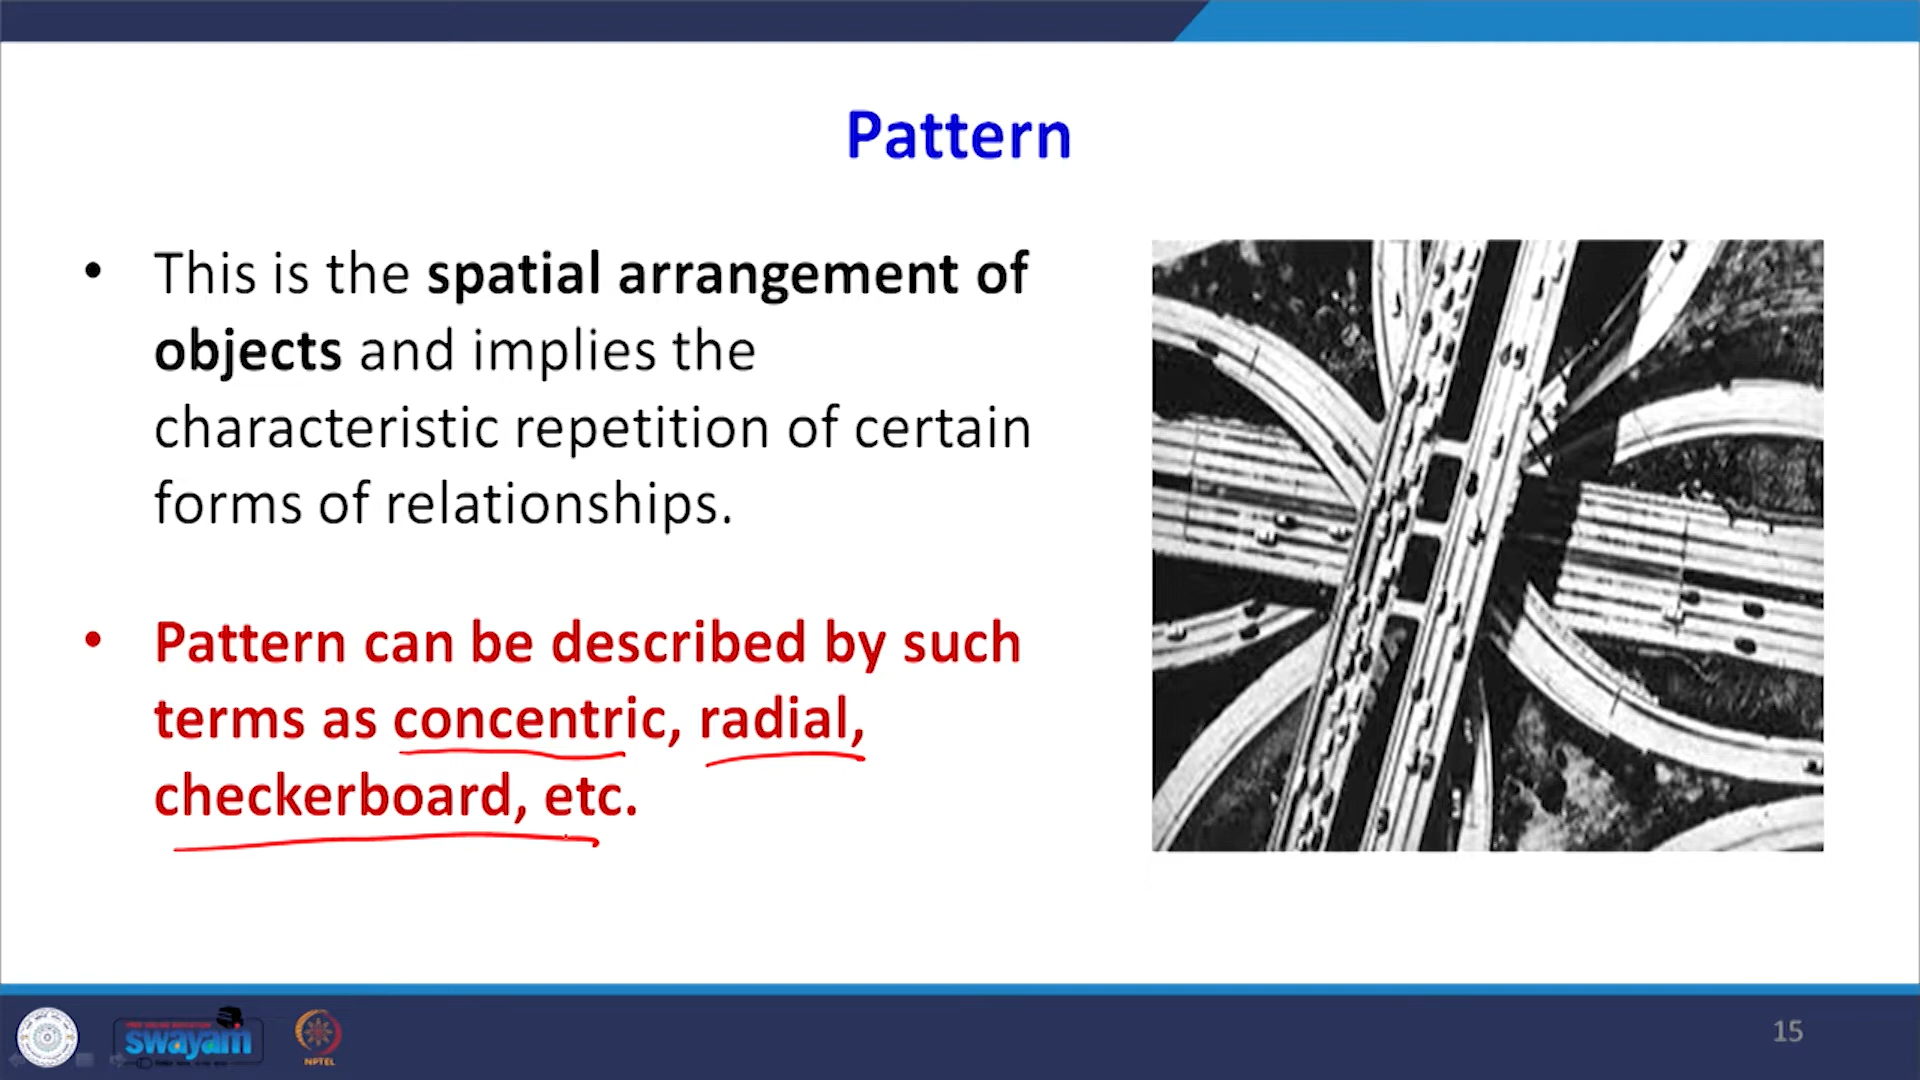 Pattern
• This is the spatial arrangement of
objects and implies the
characteristic repetition of certain
forms of relationships.
• Pattern can be described by such
terms as concentric, radial,
checkerboard, etc.
swayam
NPTEL
15